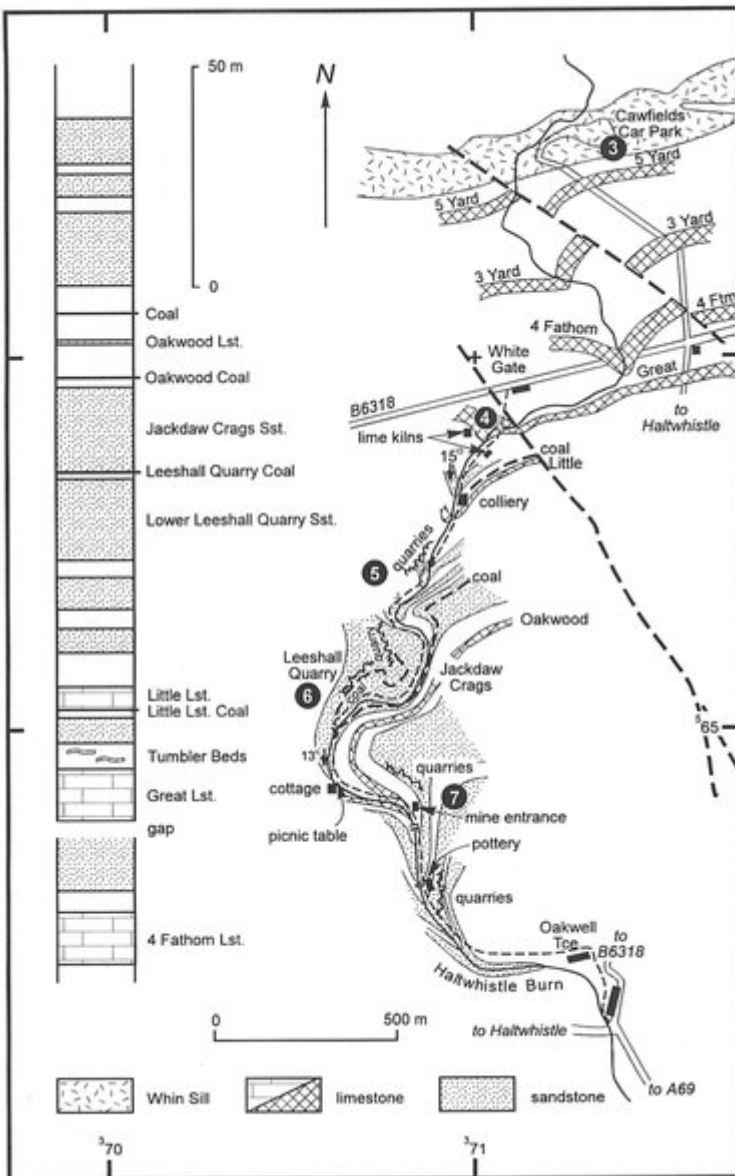 50 m
0
N
Cawfields
Car Park
3
5 Yard
5 Yard
3 Yard
3 Yard
4 Ftm
4 Fathom
Great
White
Gate
B6318
to
Haltwhistle
4
lime kilns
15°
coal
Little
colliery
quarries
5
coal
Oakwood
Leeshall
Quarry
Jackdaw
Crags
6
565
13°
quarries
cottage
7
mine entrance
picnic table
pottery
quarries
Oakwell
Tce
to
B6318
Haltwhistle Burn
to Haltwhistle
to A69
0
500 m
Coal
Oakwood Lst.
Oakwood Coal
Jackdaw Crags Sst.
Leeshall Quarry Coal
Lower Leeshall Quarry Sst.
Little Lst.
Little Lst. Coal
Tumbler Beds
Great Lst.
gap
4 Fathom Lst.
Whin Sill
limestone
sandstone
370
371